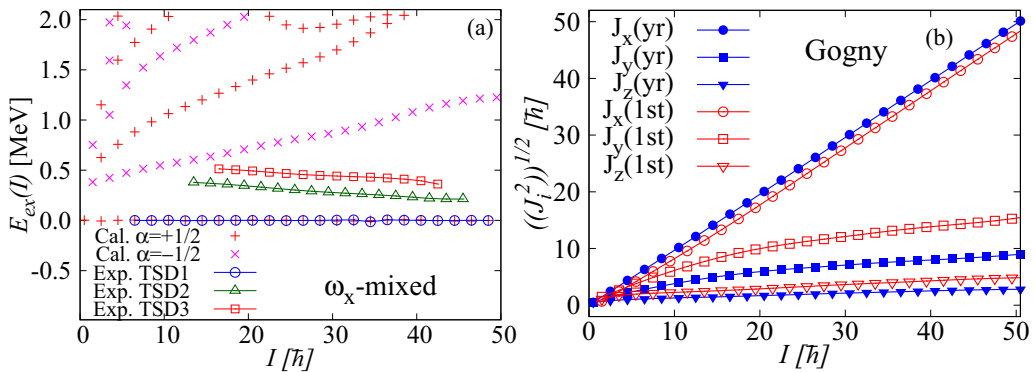 (a)
2.0
1.5
1.0
0.5
0.0
-0.5
E_ex(I) [MeV]
Cal. α=+1/2
Cal. α=−1/2
Exp. TSD1
Exp. TSD2
Exp. TSD3
ω_x-mixed
0 10 20 30 40 50
I [ħ]
(b)
Gogny
50
40
30
20
10
0
((J_i^2))^{1/2} [ħ]
J_x(yr)
J_y(yr)
J_z(yr)
J_x(1st)
J_y(1st)
J_z(1st)
0 10 20 30 40 50
I [ħ]